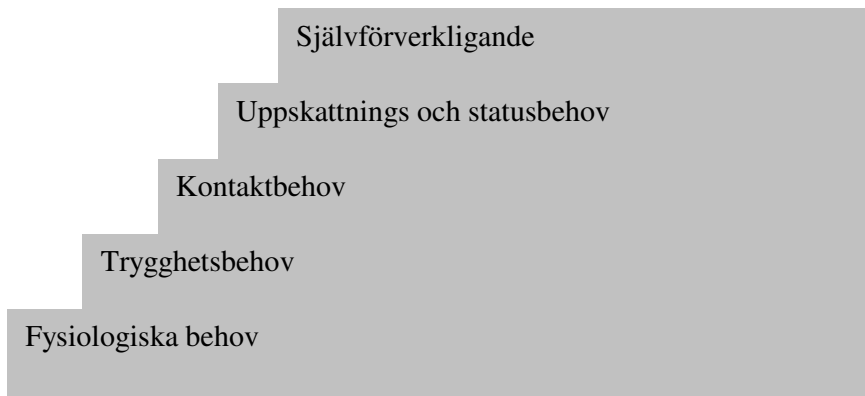 Självförverkligande
Uppskattnings och statusbehov
Kontaktbehov
Trygghetsbehov
Fysiologiska behov